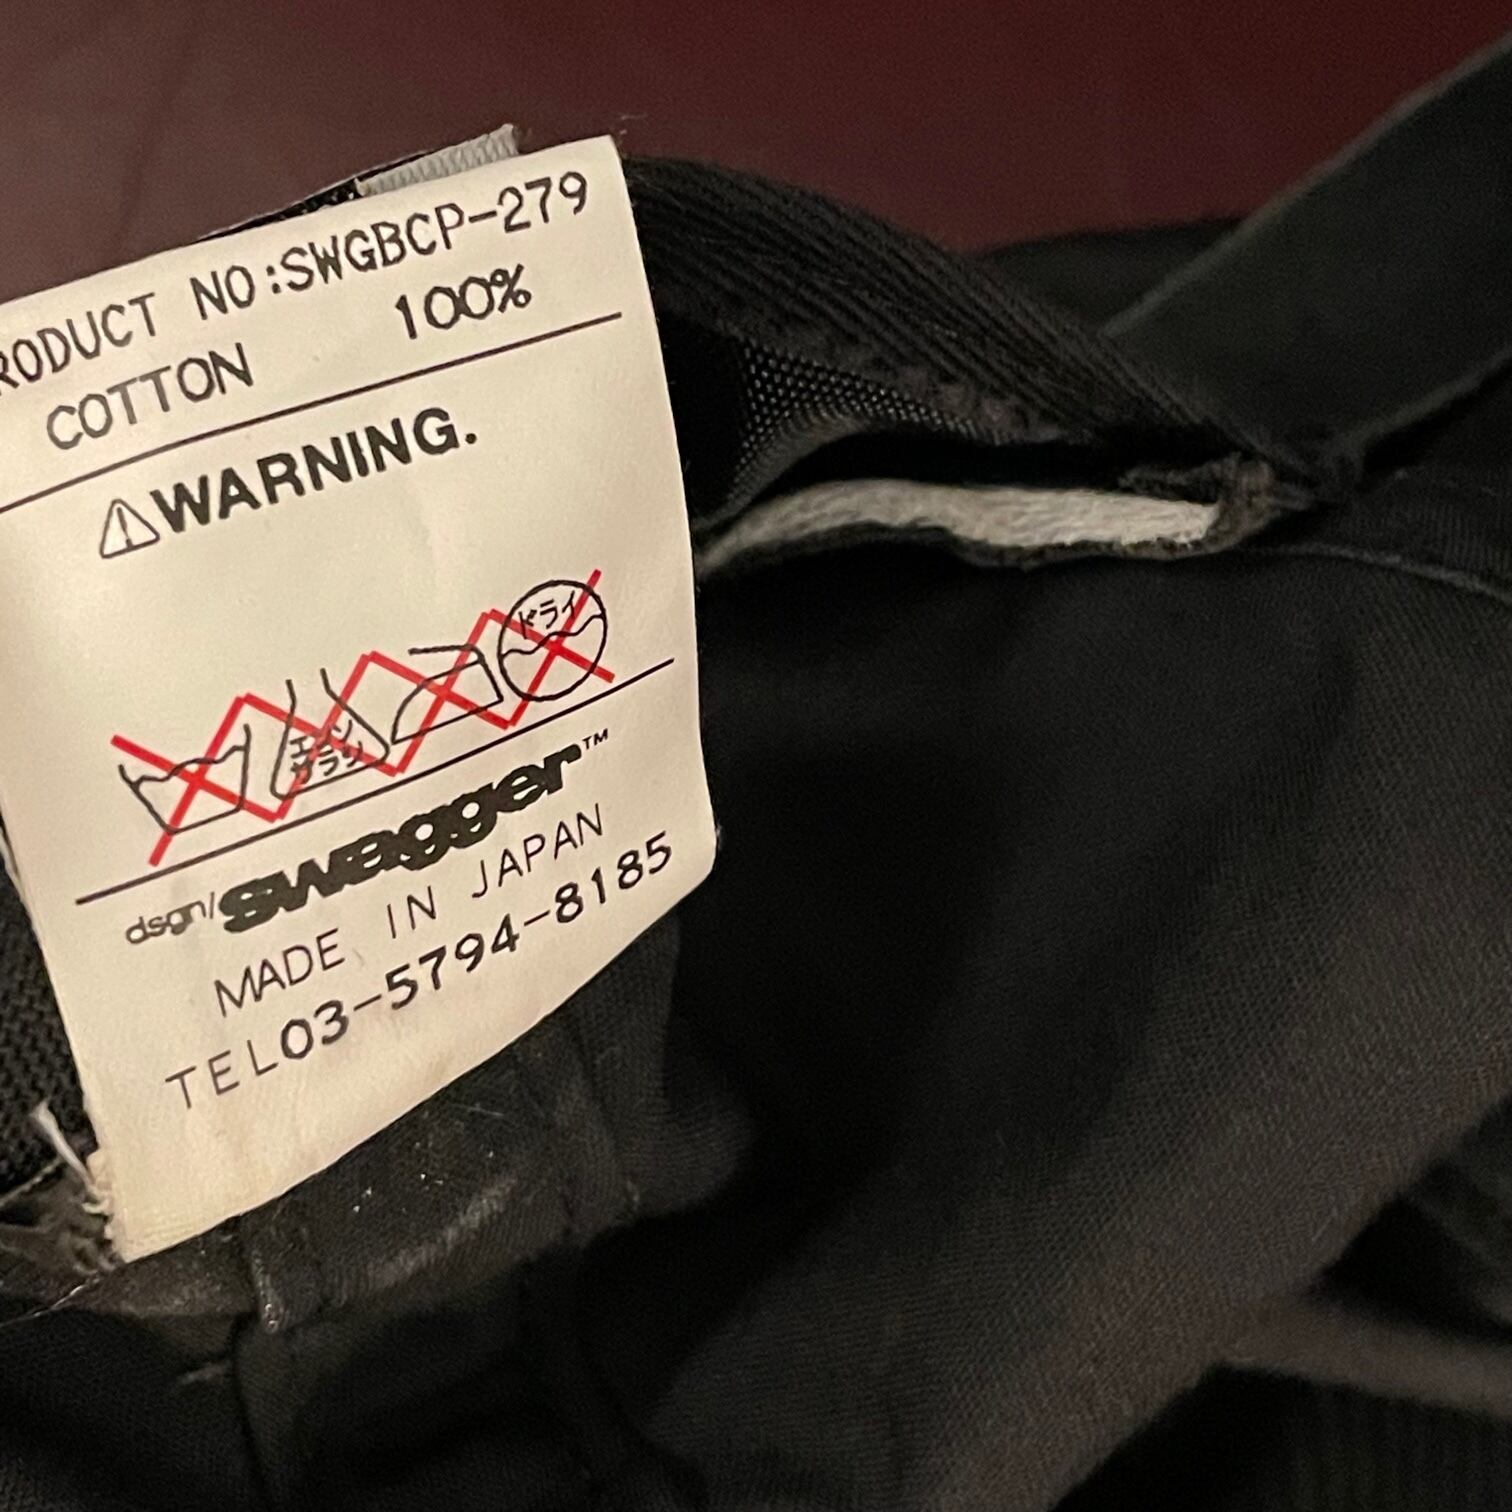 RODUCT NO:SWGBCP-279
COTTON 100%
WARNING.
エンソ
サラシ
ドライ
dsgn/swagger™
MADE IN JAPAN
TEL03-5794-8185